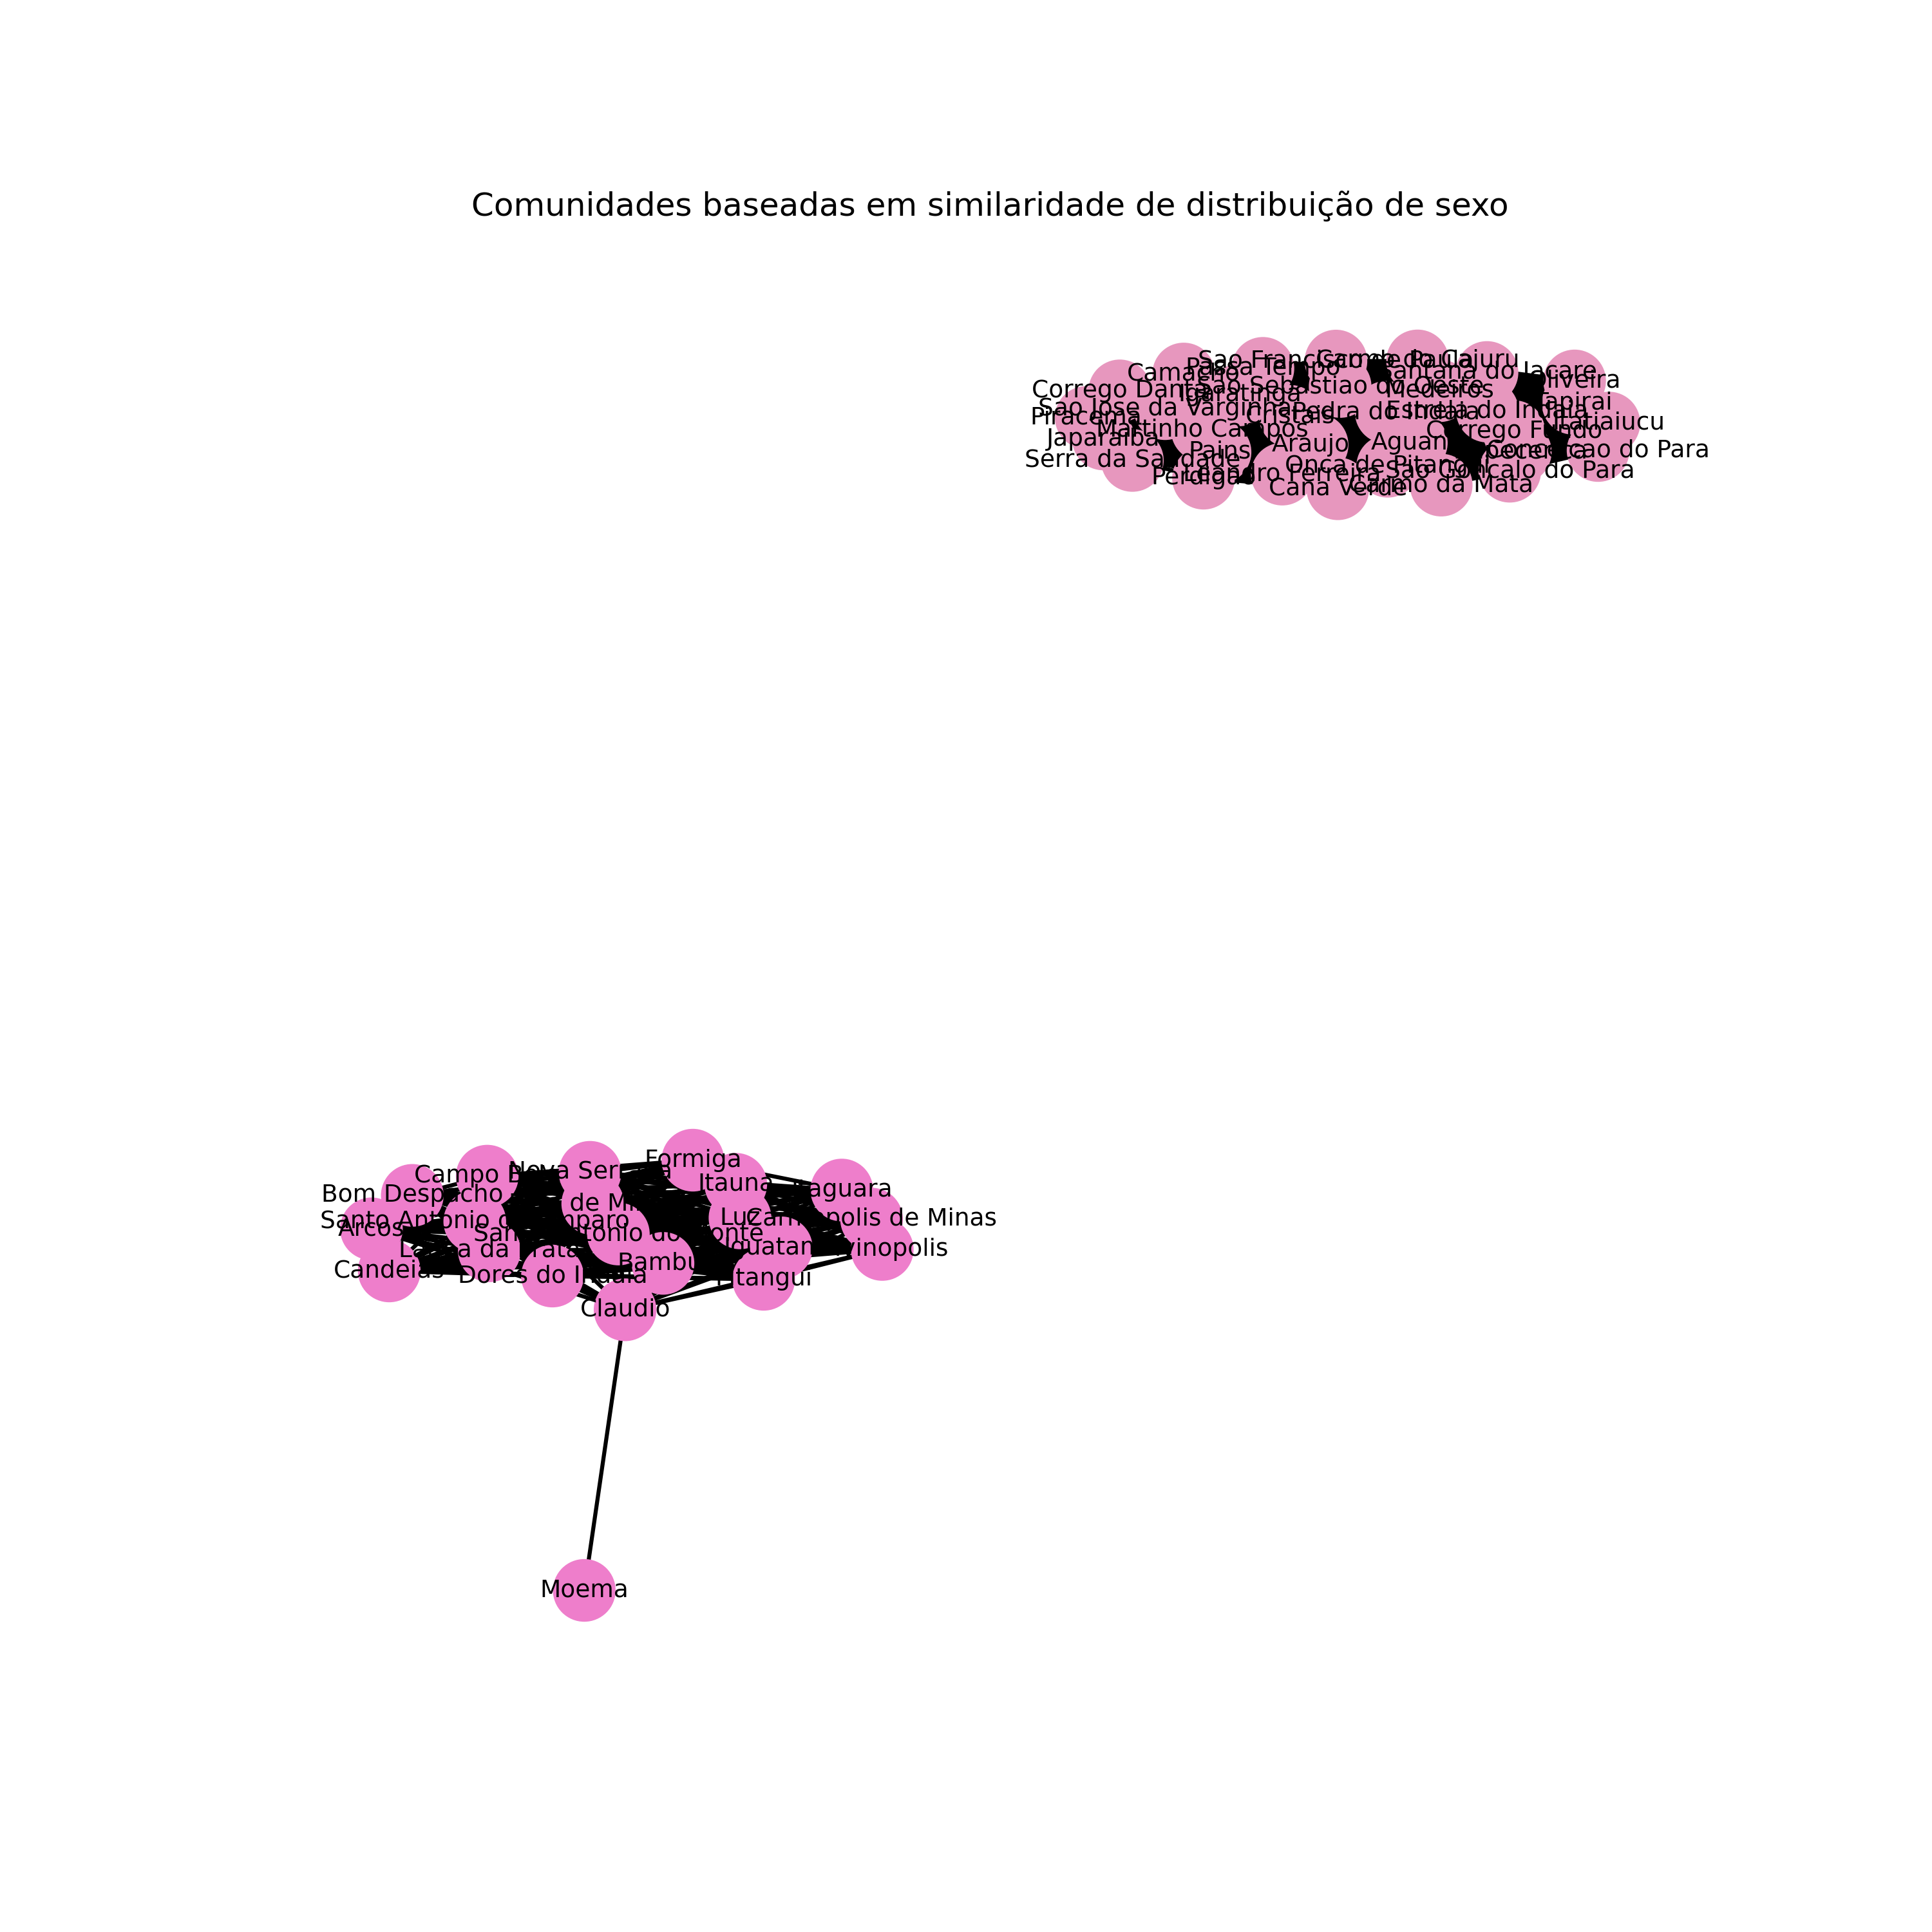 Comunidades baseadas em similaridade de distribuição de sexo
Sao Francisco de Paula
Carmo do Cajuru
Passa Tempo
Camacho
Santana do Jacare
Oliveira
Corrego Danta
Igaratinga
Sao Sebastiao do Oeste
Medeiros
Tapirai
Sao Jose da Varginha
Piracema
Cristais
Pedra do Indaia
Estrela do Indaia
Itatiaiucu
Martinho Campos
Corrego Fundo
Japaraiba
Araujo
Aguan
Pains
Conceicao do Para
Serra da Saudade
Onca de Pitangui
Leandro Ferreira
Sao Goncalo do Para
Perdigao
Cana Verde
Carmo da Mata
Formiga
Nova Serrana
Campo Belo
Itauna
Itaguara
Bom Despacho
de Mi
Santo Antonio do Amparo
Luz
Carmopolis de Minas
Arcos
Santo Antonio do Monte
Lagoa da Prata
Iguatama
Divinopolis
Bambui
Candeias
Dores do Indaia
Pitangui
Claudio
Moema